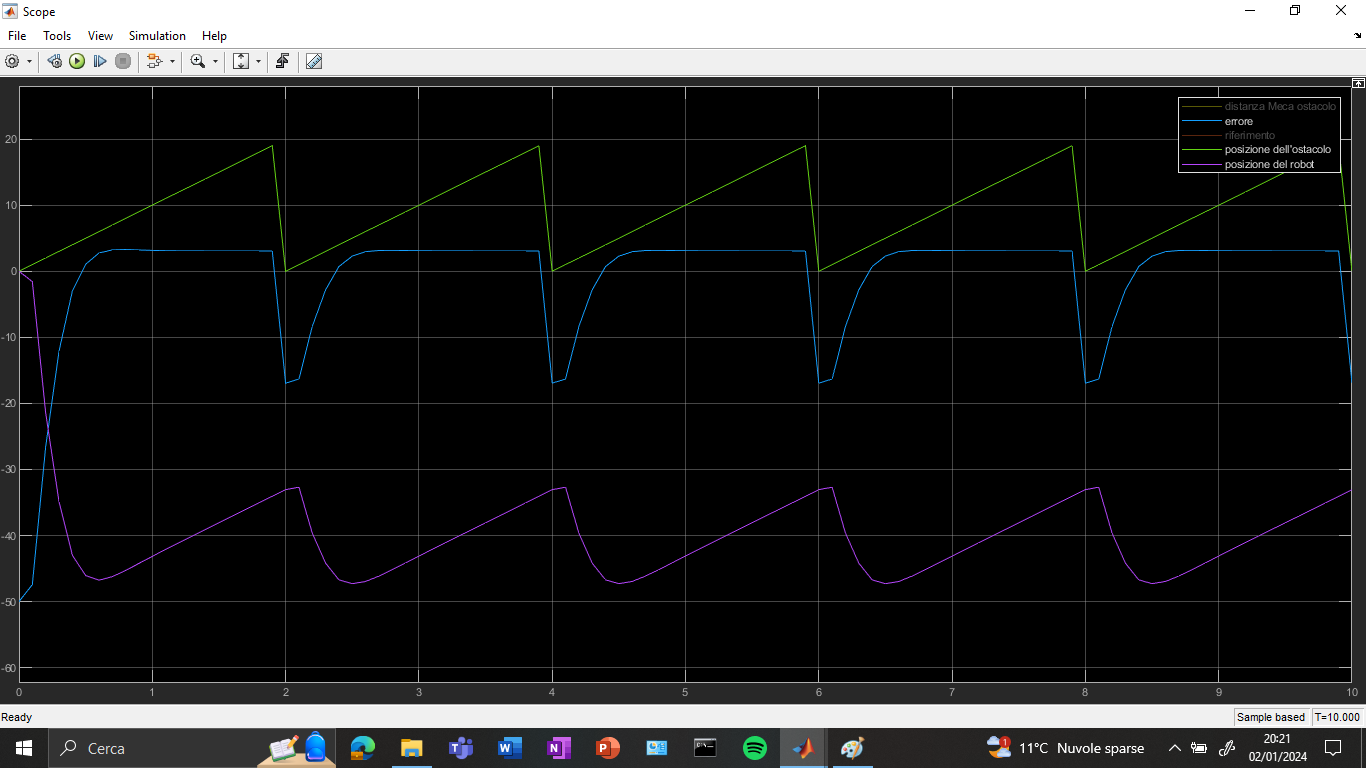 Scope
File Tools View Simulation Help
distanza Meca ostacolo
errore
riferimento
posizione dell'ostacolo
posizione del robot
20
10
0
-10
-20
-30
-40
-50
-60
0 1 2 3 4 5 6 7 8 9 10
Ready
Sample based T=10.000
Cerca
11°C Nuvole sparse
20:21
02/01/2024